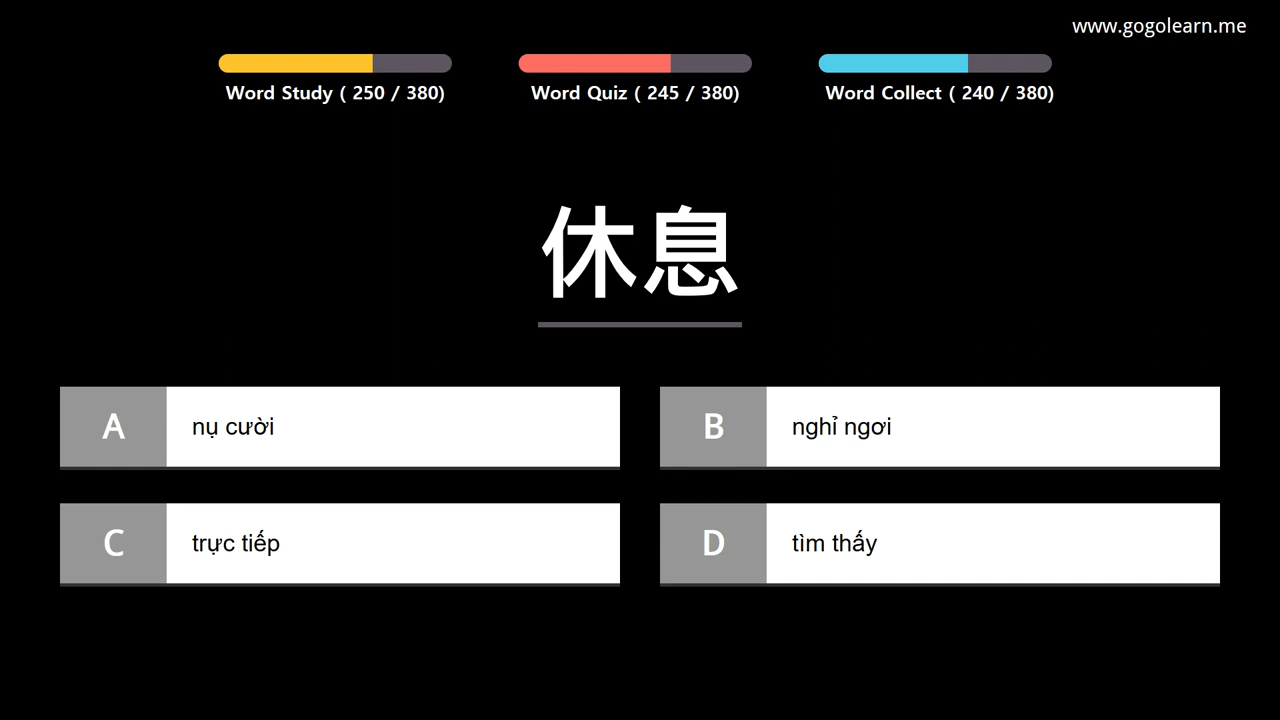 www.gogolearn.me
Word Study ( 250 / 380)
Word Quiz ( 245 / 380)
Word Collect ( 240 / 380)
休息
A
nụ cười
B
nghỉ ngơi
C
trực tiếp
D
tìm thấy